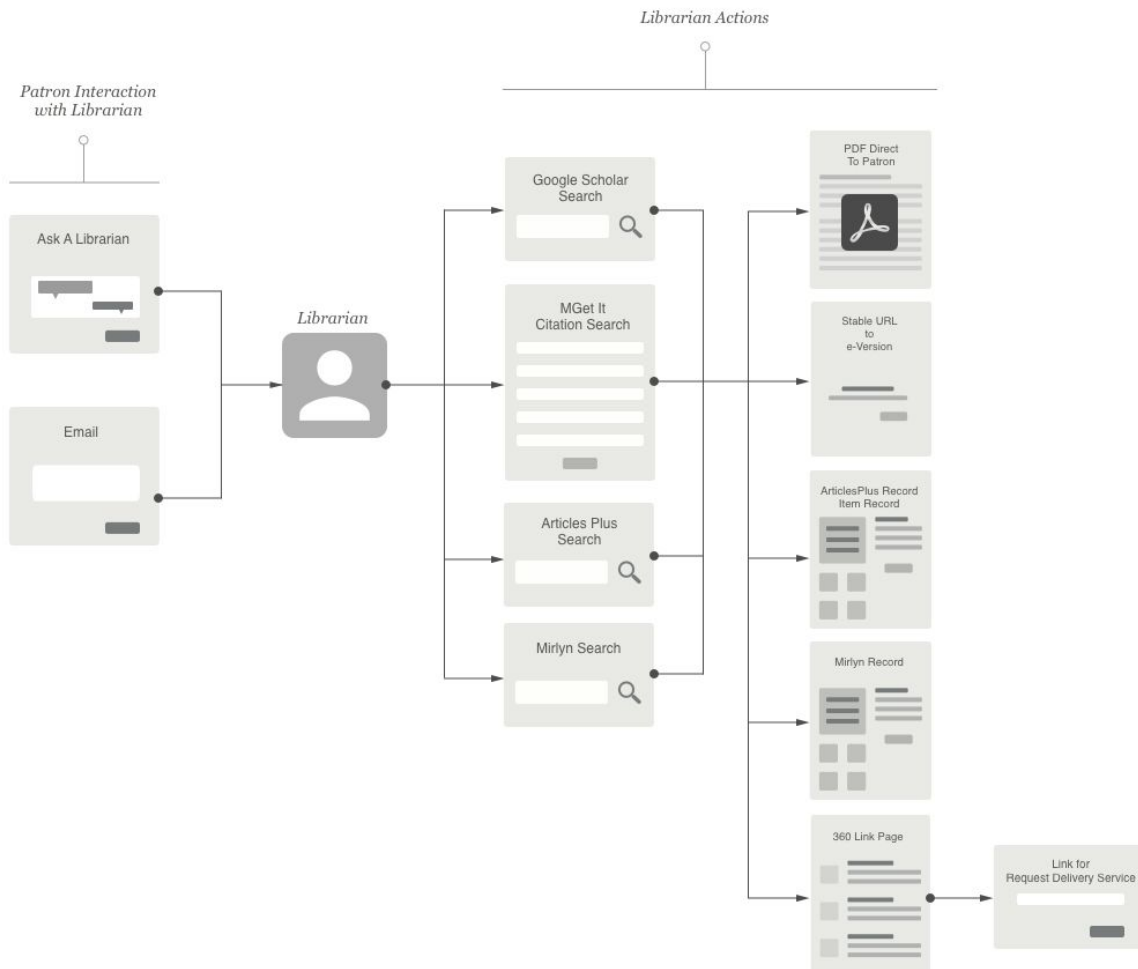 Librarian Actions
Patron Interaction
with Librarian
Ask A Librarian
Email
Librarian
Google Scholar
Search
MGet It
Citation Search
Articles Plus
Search
Mirlyn Search
PDF Direct
To Patron
Stable URL
to
e-Version
ArticlesPlus Record
Item Record
Mirlyn Record
360 Link Page
Link for
Request Delivery Service